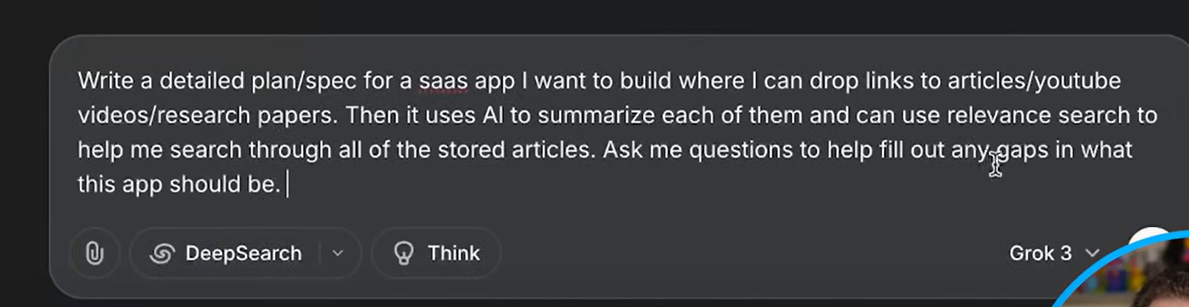 Write a detailed plan/spec for a saas app I want to build where I can drop links to articles/youtube
videos/research papers. Then it uses AI to summarize each of them and can use relevance search to
help me search through all of the stored articles. Ask me questions to help fill out any gaps in what
this app should be.
DeepSearch Think Grok 3